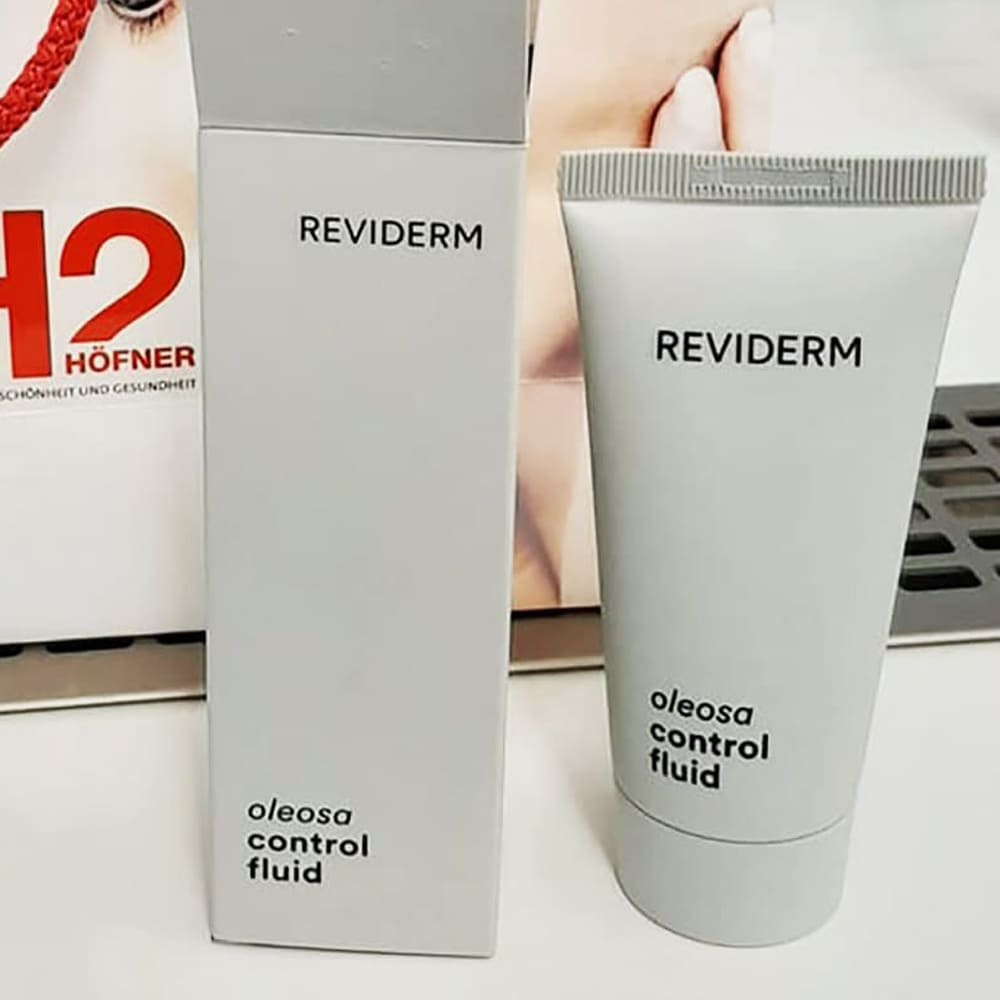 H2
HÖFNER
SCHÖNHEIT UND GESUNDHEIT
REVIDERM
oleosa
control
fluid
REVIDERM
oleosa
control
fluid